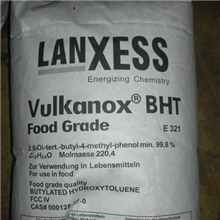 LANXESS
Energizing Chemistry
Vulkanox® BHT
Food Grade
E 321
2,6-Di-tert.-butyl-4-methyl-phenol min. 99,8 %
C₁₅H₂₄O Molmasse 220,4
Zur Verwendung in Lebensmitteln
For use in food
Food grade quality
BUTYLATED HYDROXYTOLUENE
FCC IV
CAS#